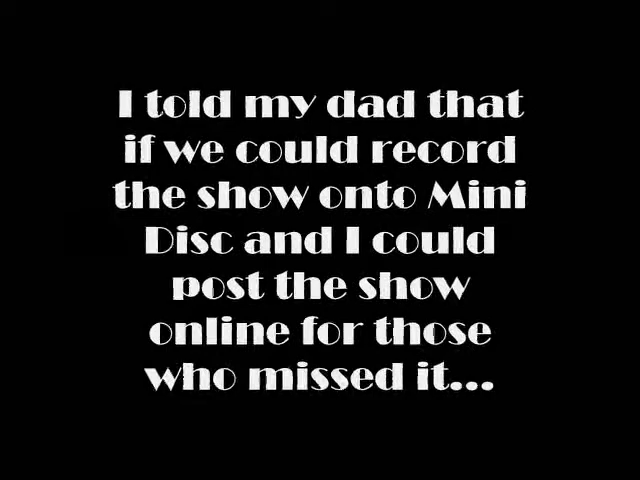 I told my dad that
if we could record
the show onto Mini
Disc and I could
post the show
online for those
who missed it...